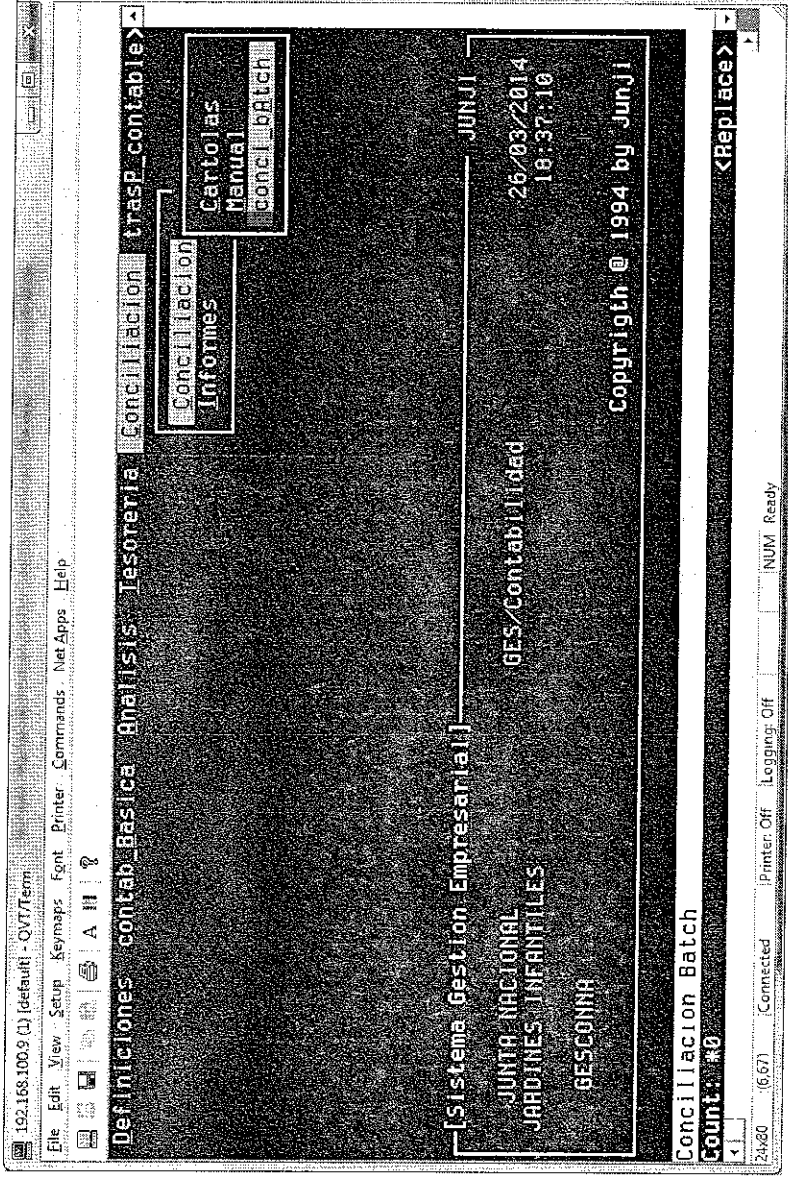 192.168.100.9 (1) [default] - QVT/Term
File Edit View Setup Keymaps Font Printer Commands Net Apps Help
Definiciones contab_Basica Analisis Tesoreria Conciliacion trasP_contable>
Conciliacion
Informes
Cartolas
Manual
conci_bAtch
[Sistema Gestion Empresarial]
JUNJI
JUNTA NACIONAL
JARDINES INFANTILES
GES/Contabilidad
26/03/2014
18:37:10
GESCONNA
Copyrigth @ 1994 by JunJi
Conciliacion Batch
Count: *0 <Replace>
24x80 :(6,67) Connected Printer: Off Logging: Off NUM Ready